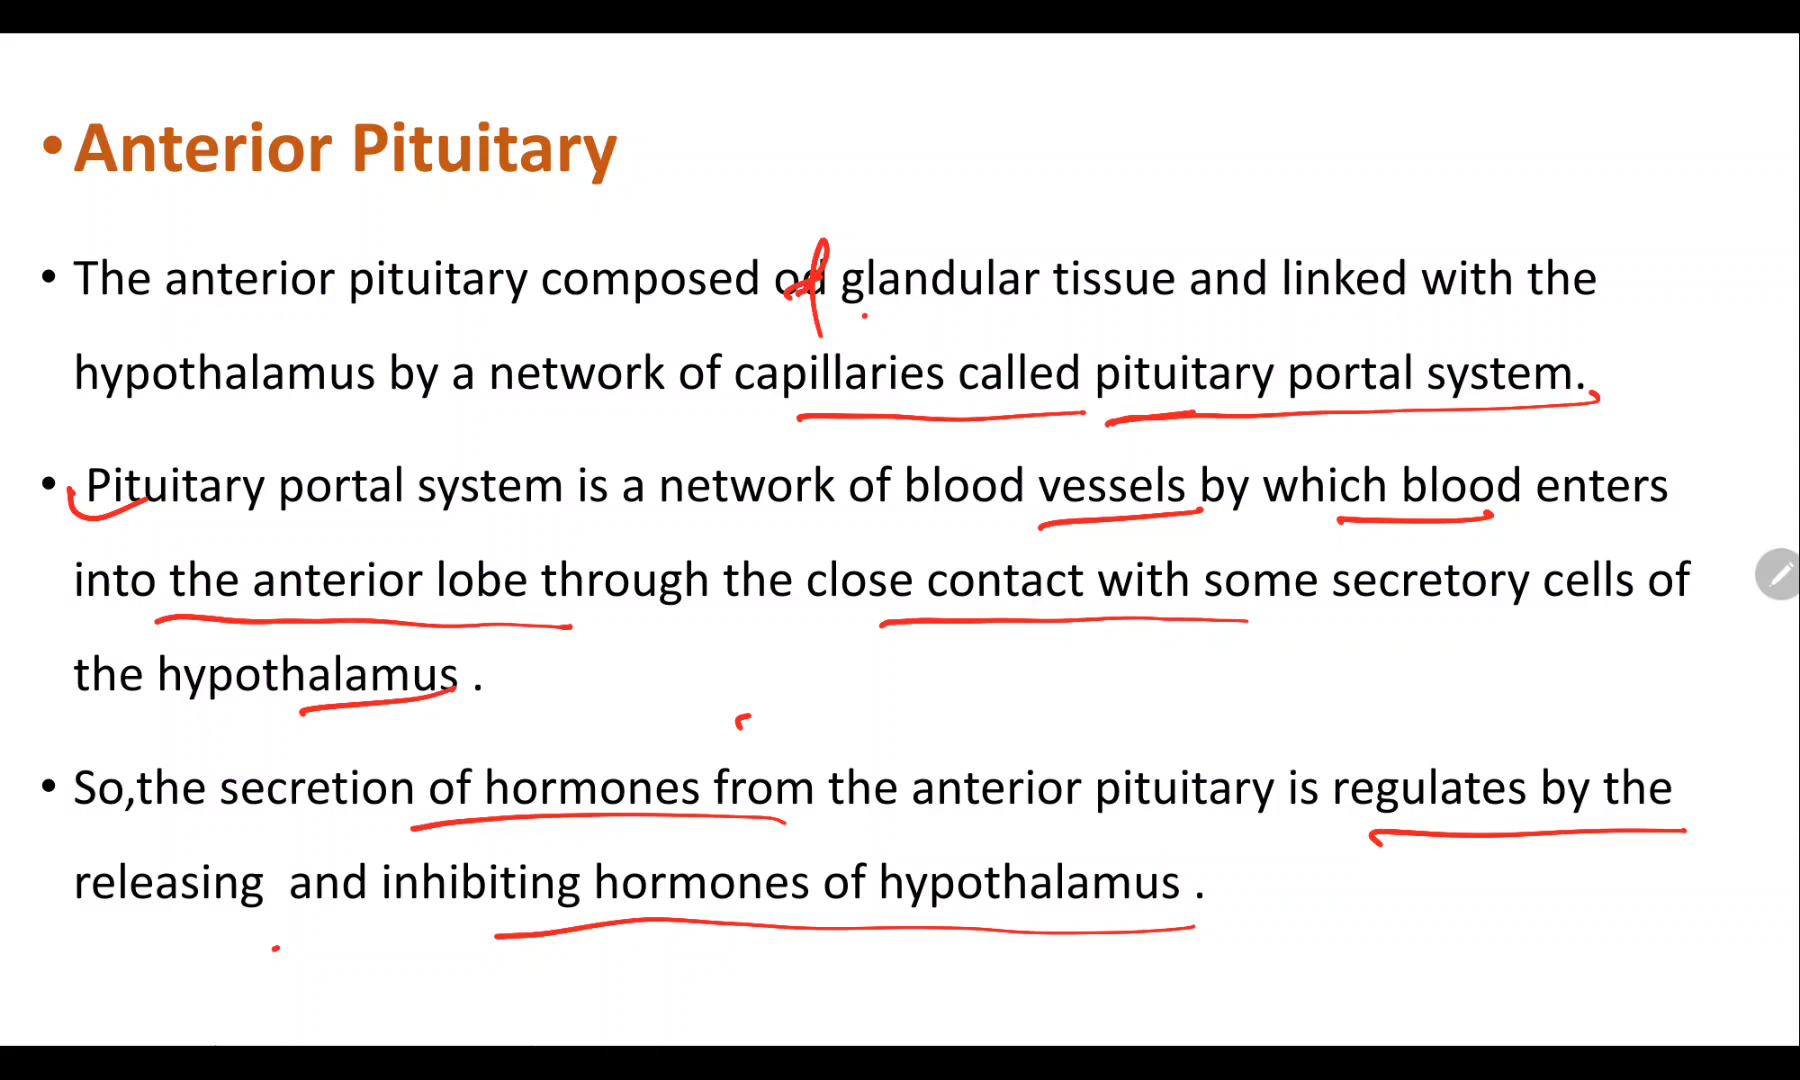 • Anterior Pituitary
• The anterior pituitary composed of glandular tissue and linked with the
hypothalamus by a network of capillaries called pituitary portal system.
• Pituitary portal system is a network of blood vessels by which blood enters
into the anterior lobe through the close contact with some secretory cells of
the hypothalamus .
• So,the secretion of hormones from the anterior pituitary is regulates by the
releasing  and inhibiting hormones of hypothalamus .